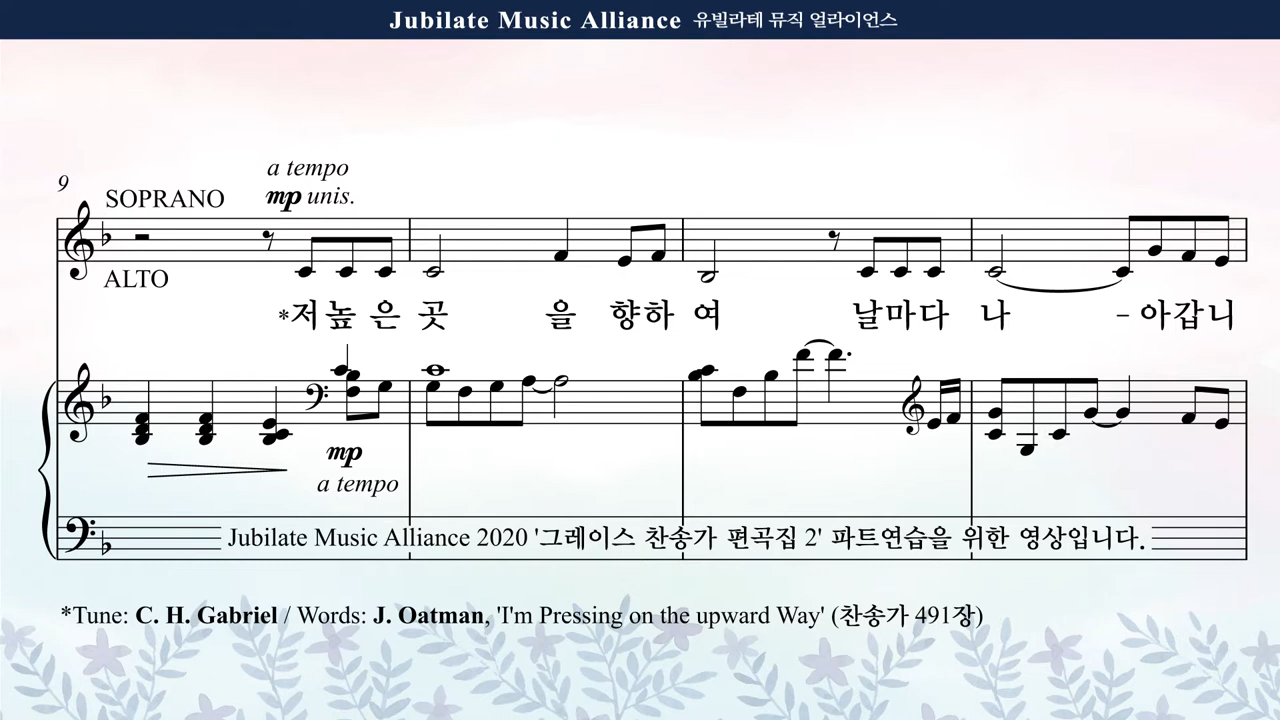 Jubilate Music Alliance 유빌라테 뮤직 얼라이언스
a tempo
9
SOPRANO mp unis.
ALTO
*저 높 은 곳 을 향하 여 날마다 나 - 아갑니
mp
a tempo
Jubilate Music Alliance 2020 '그레이스 찬송가 편곡집 2' 파트연습을 위한 영상입니다.
*Tune: C. H. Gabriel / Words: J. Oatman, 'I'm Pressing on the upward Way' (찬송가 491장)